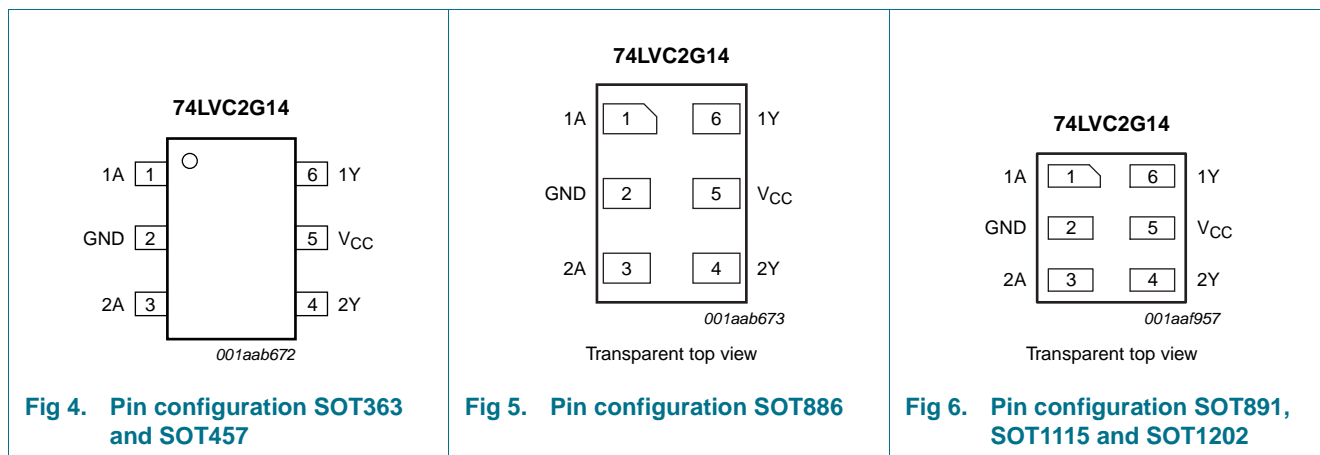 74LVC2G14
1A 1 6 1Y
GND 2 5 VCC
2A 3 4 2Y
001aab672
Fig 4. Pin configuration SOT363
and SOT457
74LVC2G14
1A 1 6 1Y
GND 2 5 VCC
2A 3 4 2Y
001aab673
Transparent top view
Fig 5. Pin configuration SOT886
74LVC2G14
1A 1 6 1Y
GND 2 5 VCC
2A 3 4 2Y
001aaf957
Transparent top view
Fig 6. Pin configuration SOT891,
SOT1115 and SOT1202